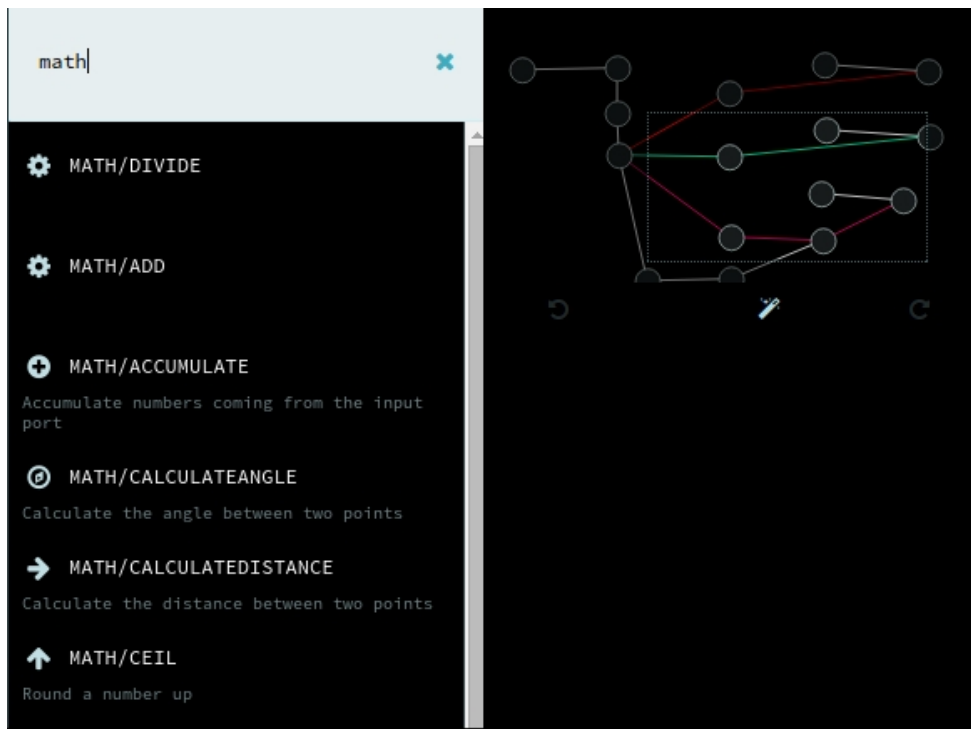 math
MATH/DIVIDE
MATH/ADD
MATH/ACCUMULATE
Accumulate numbers coming from the input
port
MATH/CALCULATEANGLE
Calculate the angle between two points
MATH/CALCULATEDISTANCE
Calculate the distance between two points
MATH/CEIL
Round a number up